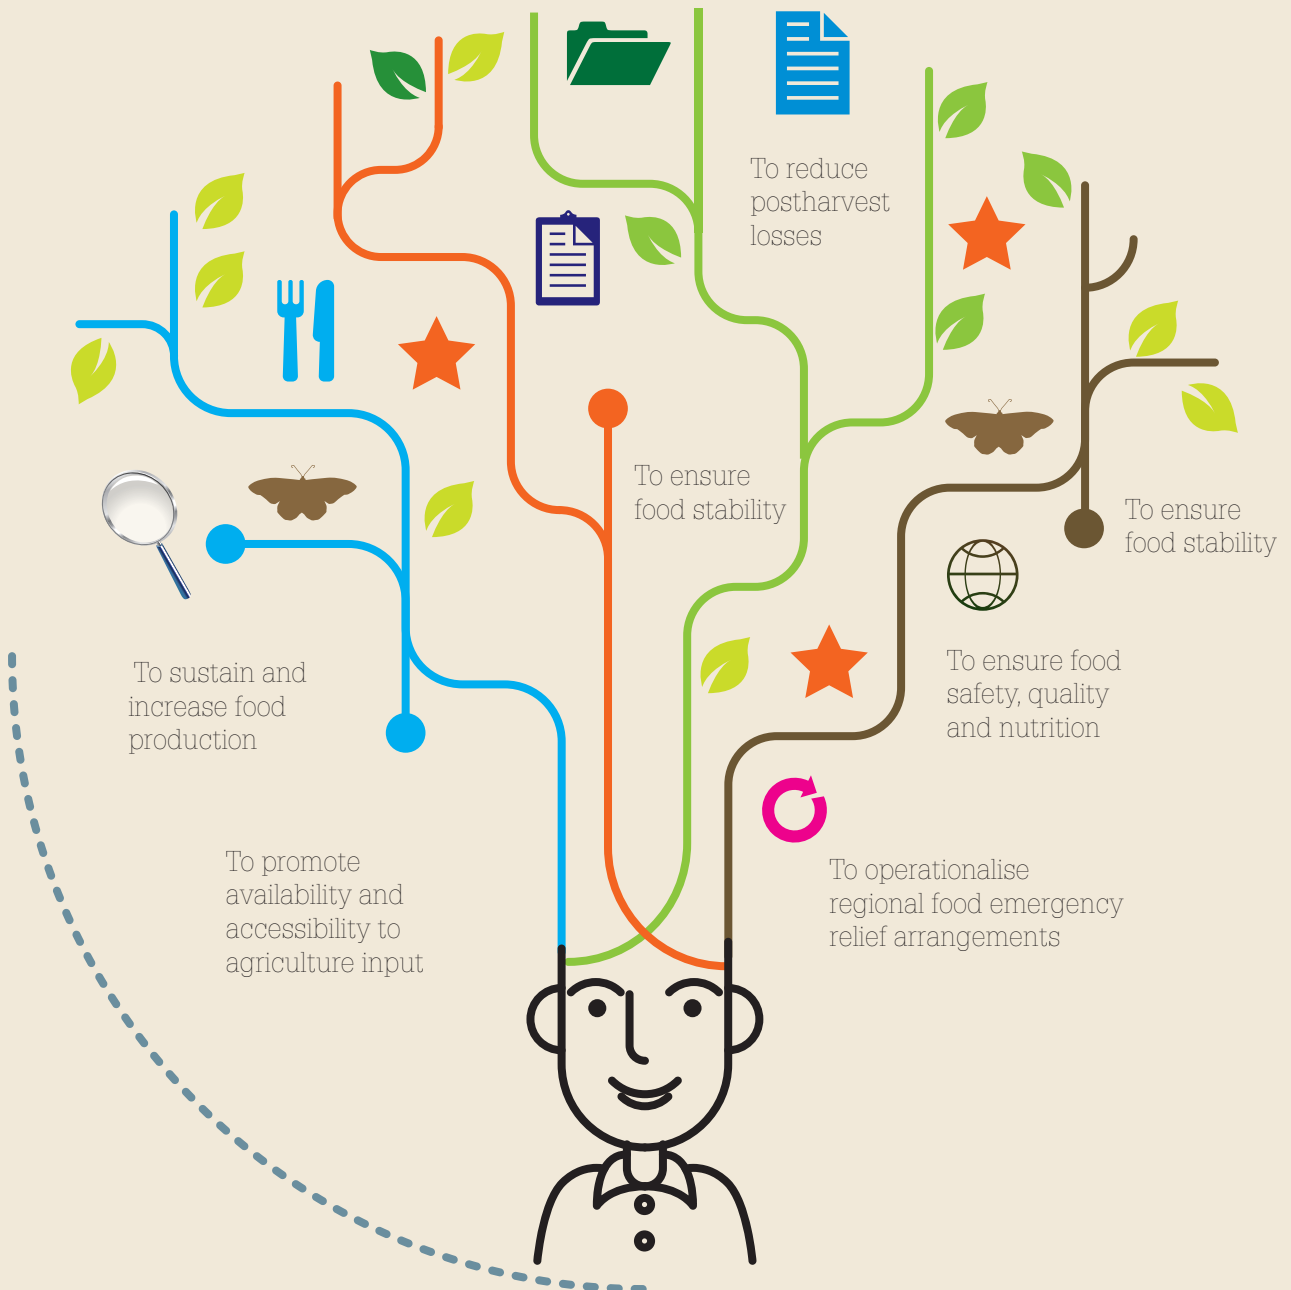 To reduce
postharvest
losses
To ensure
food stability
To ensure
food stability
To sustain and
increase food
production
To ensure food
safety, quality
and nutrition
To promote
availability and
accessibility to
agriculture input
To operationalise
regional food emergency
relief arrangements